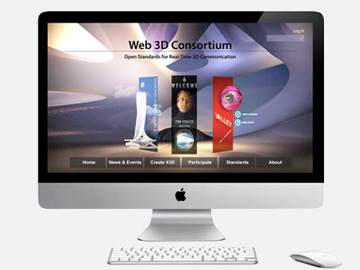 Log In
Web 3D Consortium
Open Standards for Real-Time 3D Communication
WELCOME
VALLEY
Home
News & Events
Create X3D
Participate
Standards
About